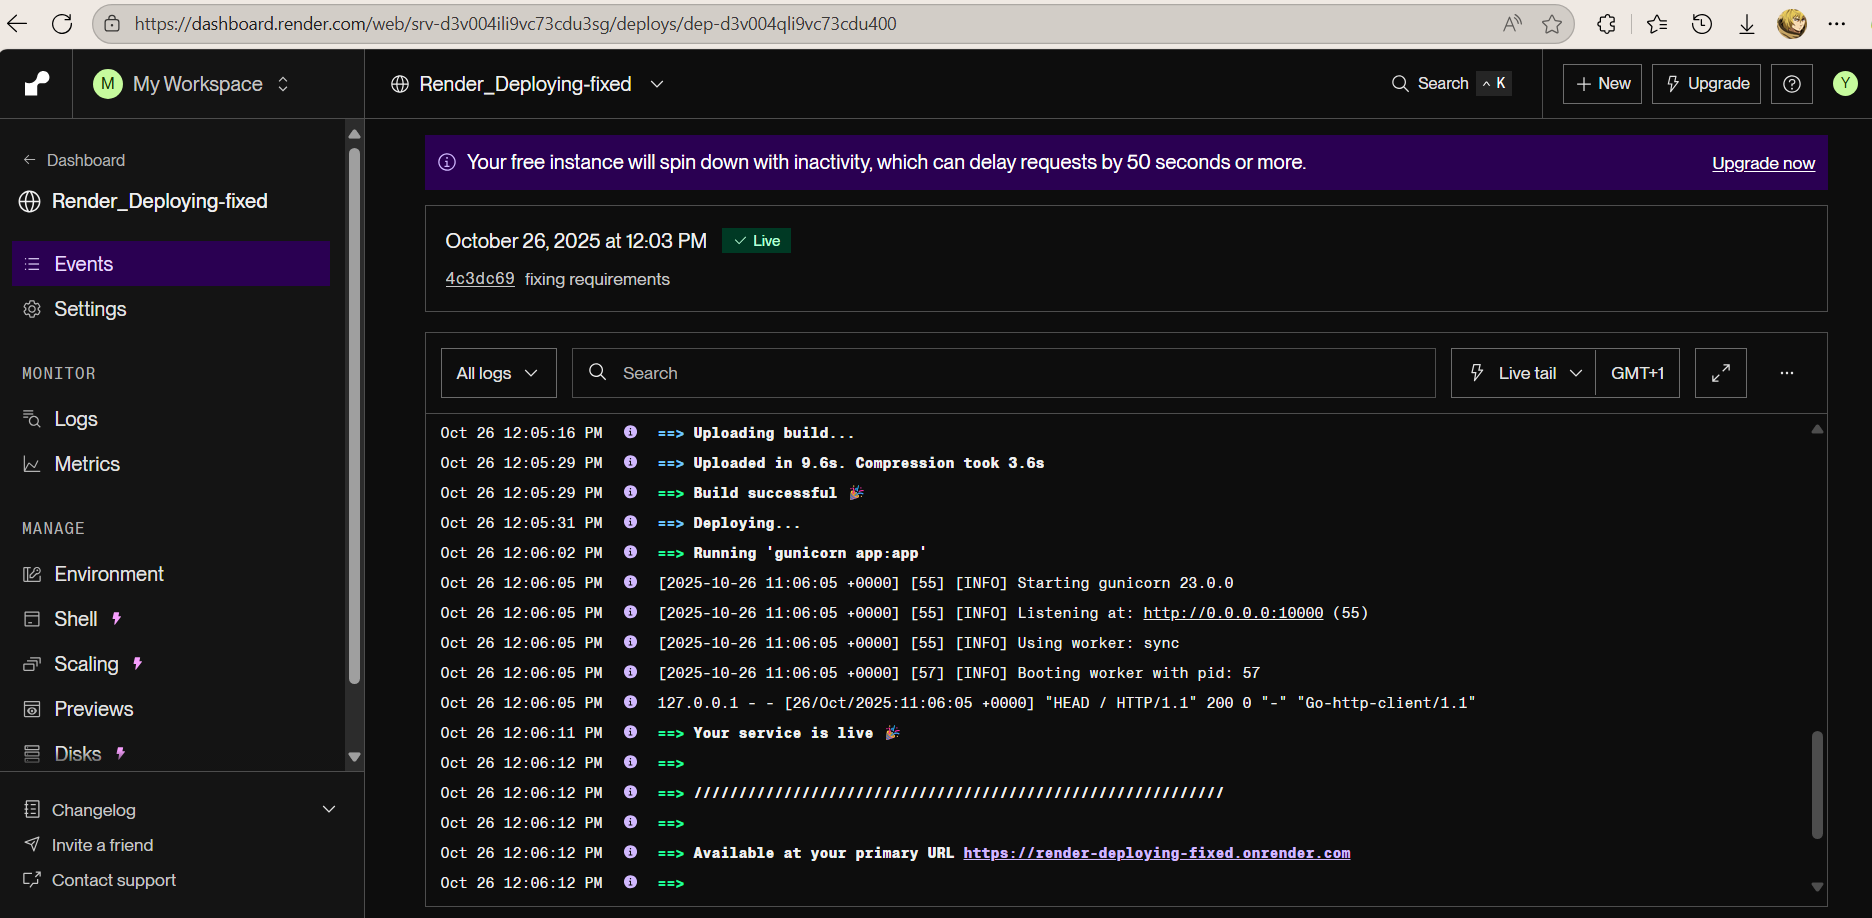 https://dashboard.render.com/web/srv-d3v004ili9vc73cdu3sg/deploys/dep-d3v004qli9vc73cdu400
M My Workspace
Render_Deploying-fixed
Search ^ K
+ New
Upgrade
Y
Dashboard
Render_Deploying-fixed
Events
Settings
MONITOR
Logs
Metrics
MANAGE
Environment
Shell
Scaling
Previews
Disks
Changelog
Invite a friend
Contact support
Your free instance will spin down with inactivity, which can delay requests by 50 seconds or more.
Upgrade now
October 26, 2025 at 12:03 PM Live
4c3dc69 fixing requirements
All logs
Search
Live tail
GMT+1
Oct 26 12:05:16 PM ==> Uploading build...
Oct 26 12:05:29 PM ==> Uploaded in 9.6s. Compression took 3.6s
Oct 26 12:05:29 PM ==> Build successful 🎉
Oct 26 12:05:31 PM ==> Deploying...
Oct 26 12:06:02 PM ==> Running 'gunicorn app:app'
Oct 26 12:06:05 PM [2025-10-26 11:06:05 +0000] [55] [INFO] Starting gunicorn 23.0.0
Oct 26 12:06:05 PM [2025-10-26 11:06:05 +0000] [55] [INFO] Listening at: http://0.0.0.0:10000 (55)
Oct 26 12:06:05 PM [2025-10-26 11:06:05 +0000] [55] [INFO] Using worker: sync
Oct 26 12:06:05 PM [2025-10-26 11:06:05 +0000] [57] [INFO] Booting worker with pid: 57
Oct 26 12:06:05 PM 127.0.0.1 - - [26/Oct/2025:11:06:05 +0000] "HEAD / HTTP/1.1" 200 0 "-" "Go-http-client/1.1"
Oct 26 12:06:11 PM ==> Your service is live 🎉
Oct 26 12:06:12 PM ==>
Oct 26 12:06:12 PM ==> ///////////////////////////////////////////////////////////
Oct 26 12:06:12 PM ==>
Oct 26 12:06:12 PM ==> Available at your primary URL https://render-deploying-fixed.onrender.com
Oct 26 12:06:12 PM ==>